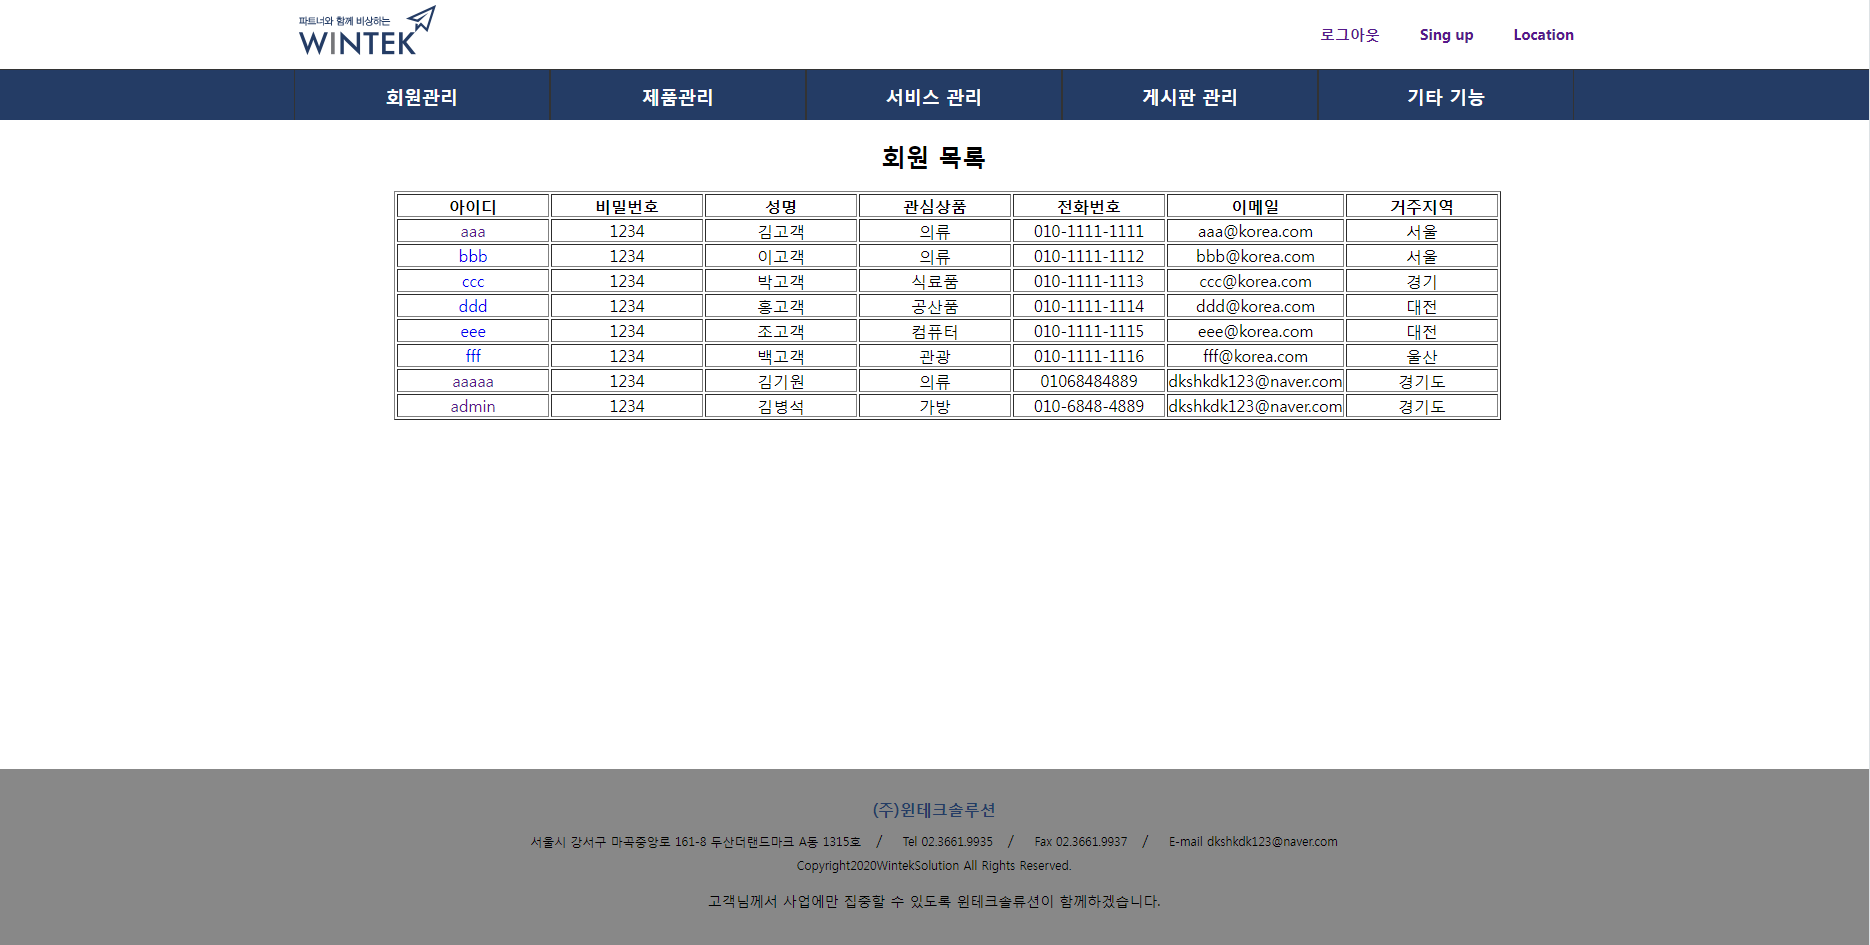 파트너와 함께 비상하는
WINTEK
로그아웃 Sing up Location
회원관리 제품관리 서비스 관리 게시판 관리 기타 기능
회원 목록
아이디 비밀번호 성명 관심상품 전화번호 이메일 거주지역
aaa 1234 김고객 의류 010-1111-1111 aaa@korea.com 서울
bbb 1234 이고객 의류 010-1111-1112 bbb@korea.com 서울
ccc 1234 박고객 식료품 010-1111-1113 ccc@korea.com 경기
ddd 1234 홍고객 공산품 010-1111-1114 ddd@korea.com 대전
eee 1234 조고객 컴퓨터 010-1111-1115 eee@korea.com 대전
fff 1234 백고객 관광 010-1111-1116 fff@korea.com 울산
aaaaa 1234 김기원 의류 01068484889 dkshkdk123@naver.com 경기도
admin 1234 김병석 가방 010-6848-4889 dkshkdk123@naver.com 경기도
(주)윈테크솔루션
서울시 강서구 마곡중앙로 161-8 두산더랜드마크 A동 1315호 / Tel 02.3661.9935 / Fax 02.3661.9937 / E-mail dkshkdk123@naver.com
Copyright2020WintekSolution All Rights Reserved.
고객님께서 사업에만 집중할 수 있도록 윈테크솔류션이 함께하겠습니다.